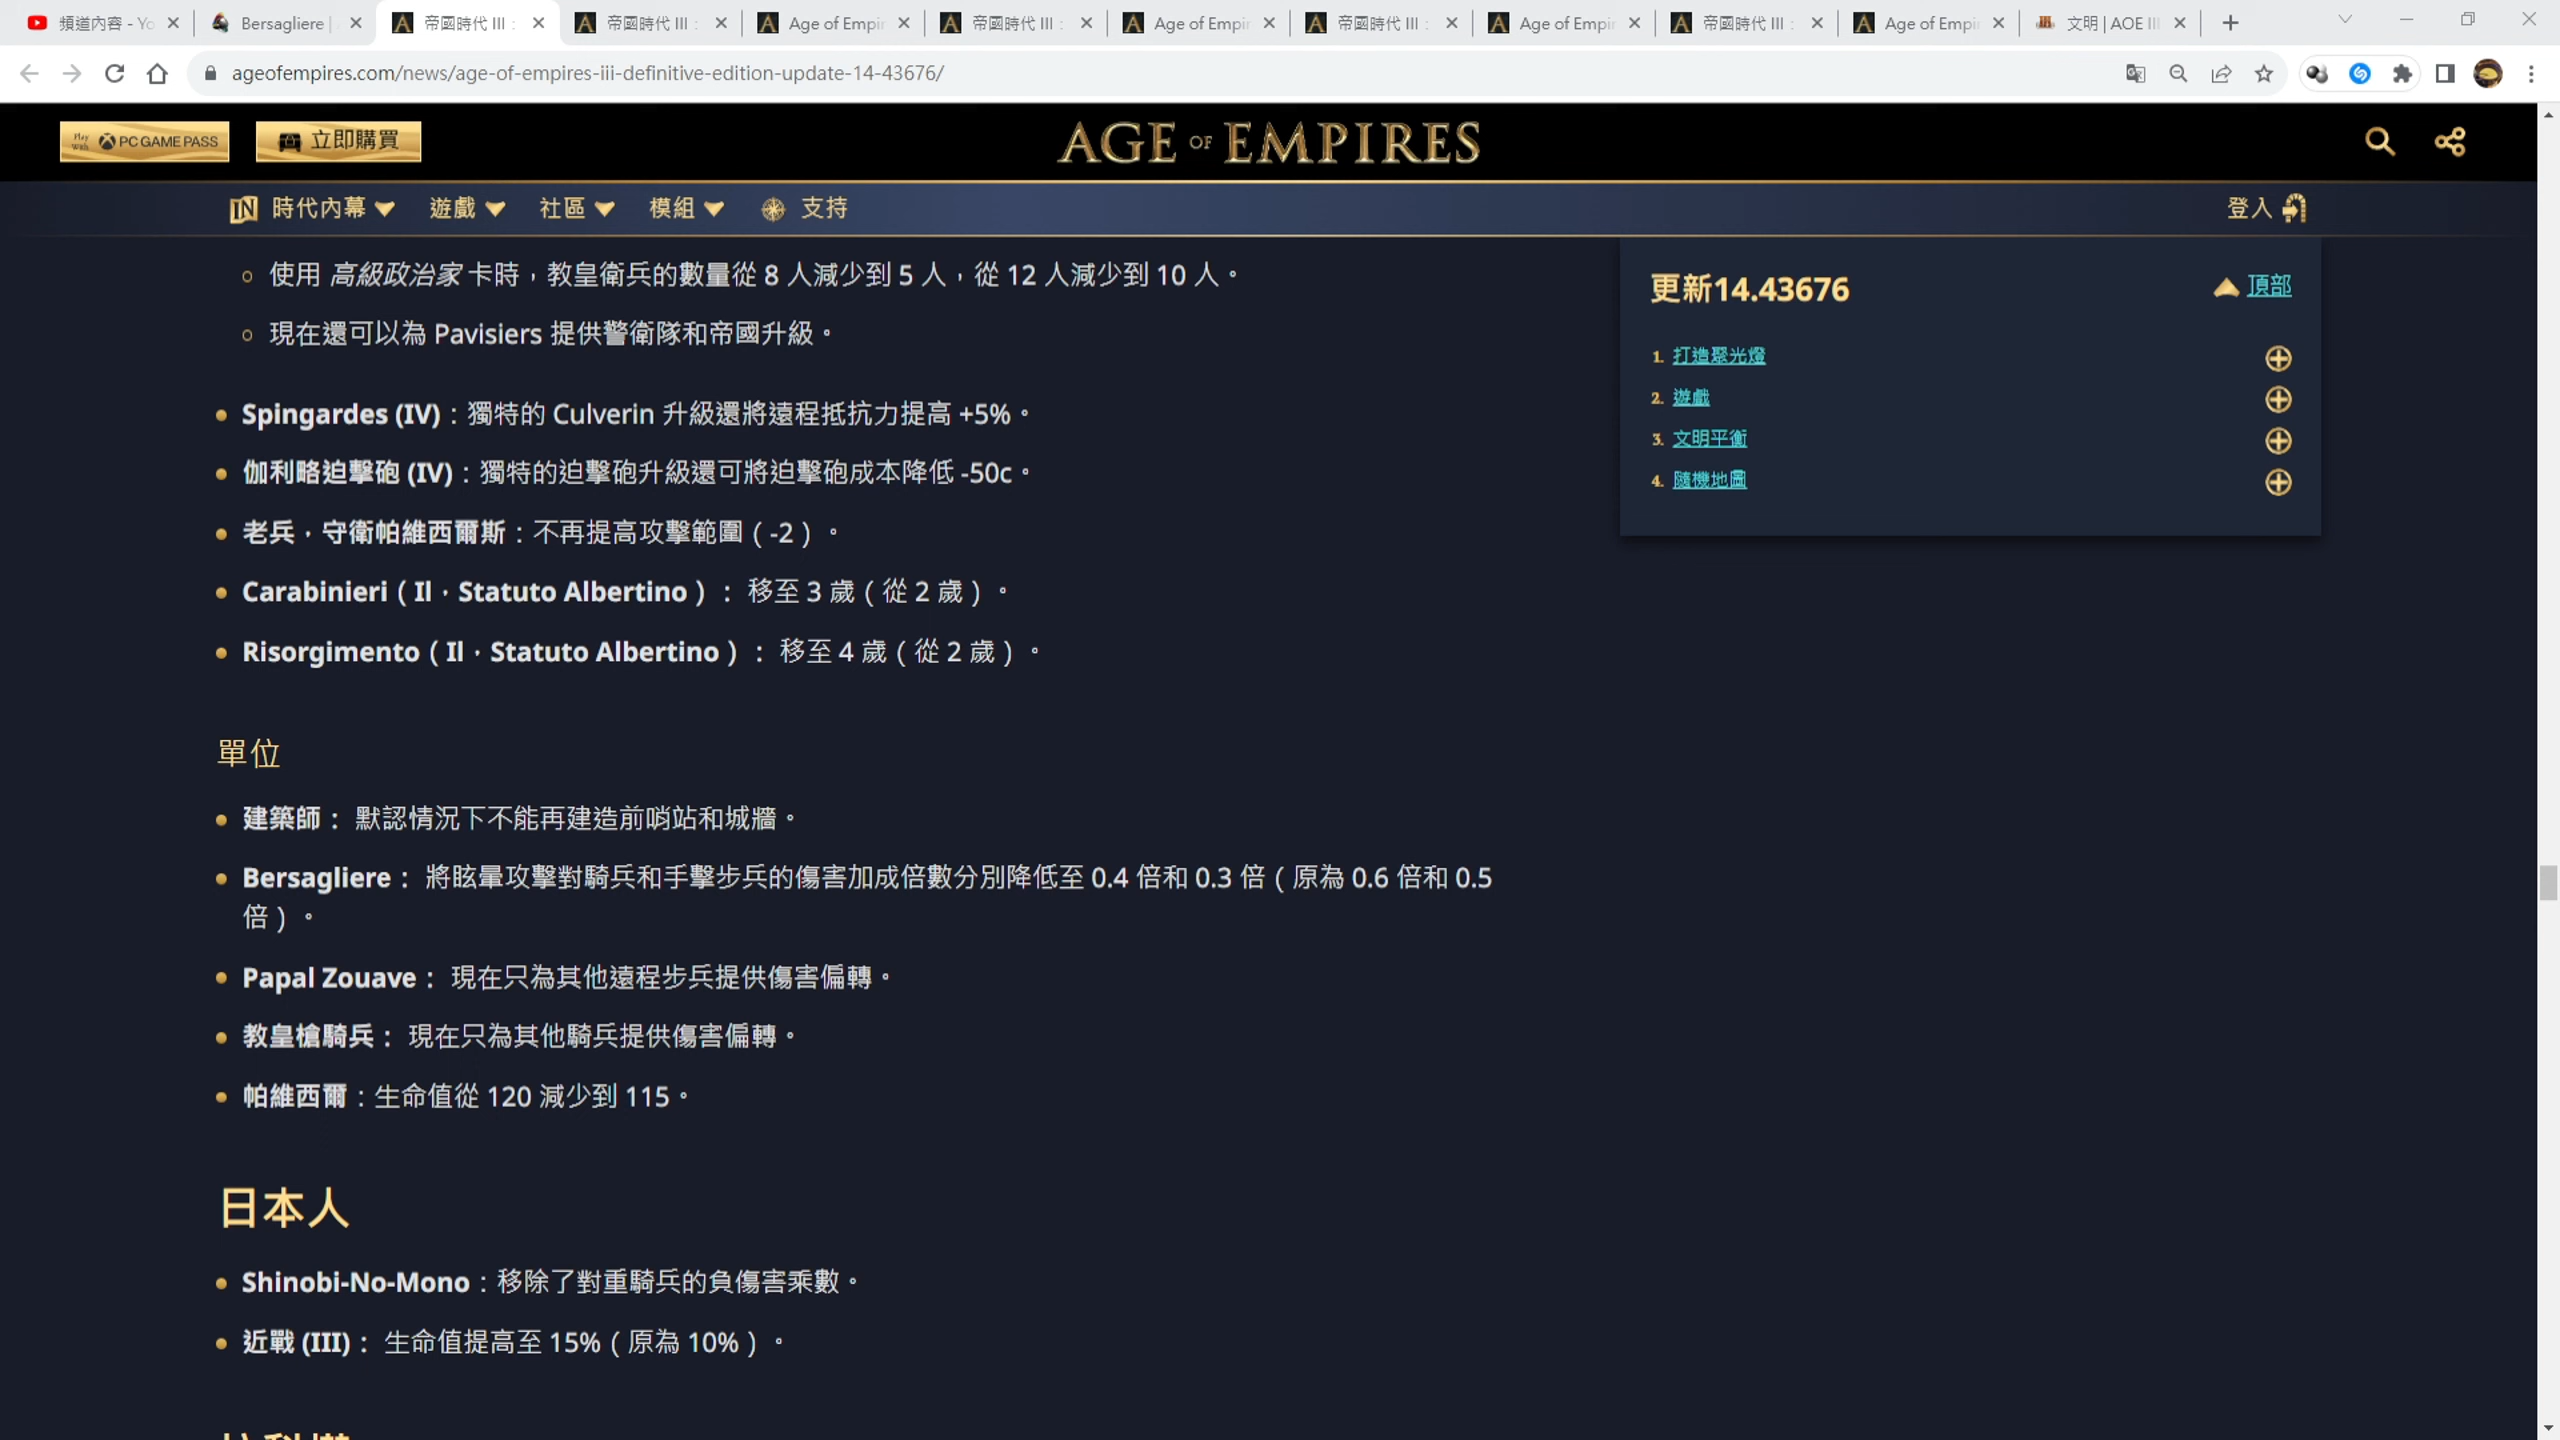 頻道內容 - Yo
Bersagliere |
帝國時代 III :
帝國時代 III :
Age of Empir
帝國時代 III :
Age of Empir
帝國時代 III :
Age of Empir
帝國時代 III :
Age of Empir
文明 | AOE III
ageofempires.com/news/age-of-empires-iii-definitive-edition-update-14-43676/
Play with PC GAME PASS
立即購買
AGE OF EMPIRES
IN 時代內幕
遊戲
社區
模組
支持
登入
使用 高級政治家 卡時，教皇衛兵的數量從 8 人減少到 5 人，從 12 人減少到 10 人。
現在還可以為 Pavisiers 提供警衛隊和帝國升級。
Spingardes (IV)：獨特的 Culverin 升級還將遠程抵抗力提高 +5%。
伽利略迫擊砲 (IV)：獨特的迫擊砲升級還可將迫擊砲成本降低 -50c。
老兵，守衛帕維西爾斯：不再提高攻擊範圍（-2）。
Carabinieri（Il，Statuto Albertino）： 移至 3 歲（從 2 歲）。
Risorgimento（Il，Statuto Albertino）： 移至 4 歲（從 2 歲）。
單位
建築師： 默認情況下不能再建造前哨站和城牆。
Bersagliere： 將眩暈攻擊對騎兵和手擊步兵的傷害加成倍數分別降低至 0.4 倍和 0.3 倍（原為 0.6 倍和 0.5
倍）。
Papal Zouave： 現在只為其他遠程步兵提供傷害偏轉。
教皇槍騎兵： 現在只為其他騎兵提供傷害偏轉。
帕維西爾：生命值從 120 減少到 115。
日本人
Shinobi-No-Mono：移除了對重騎兵的負傷害乘數。
近戰 (III)： 生命值提高至 15%（原為 10%）。
更新14.43676
頂部
1. 打造聚光燈
2. 遊戲
3. 文明平衡
4. 隨機地圖